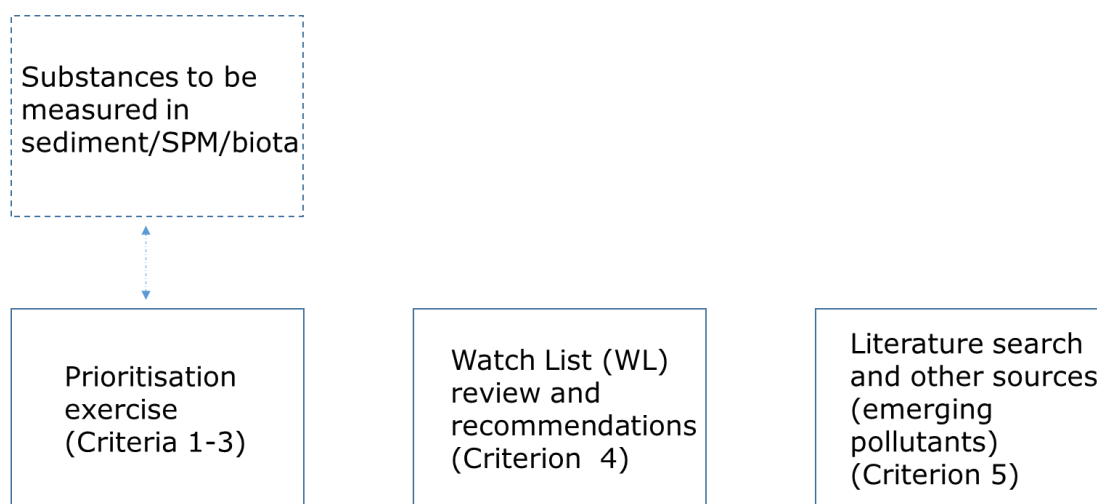 Substances to be
measured in
sediment/SPM/biota
Prioritisation
exercise
(Criteria 1-3)
Watch List (WL)
review and
recommendations
(Criterion 4)
Literature search
and other sources
(emerging
pollutants)
(Criterion 5)